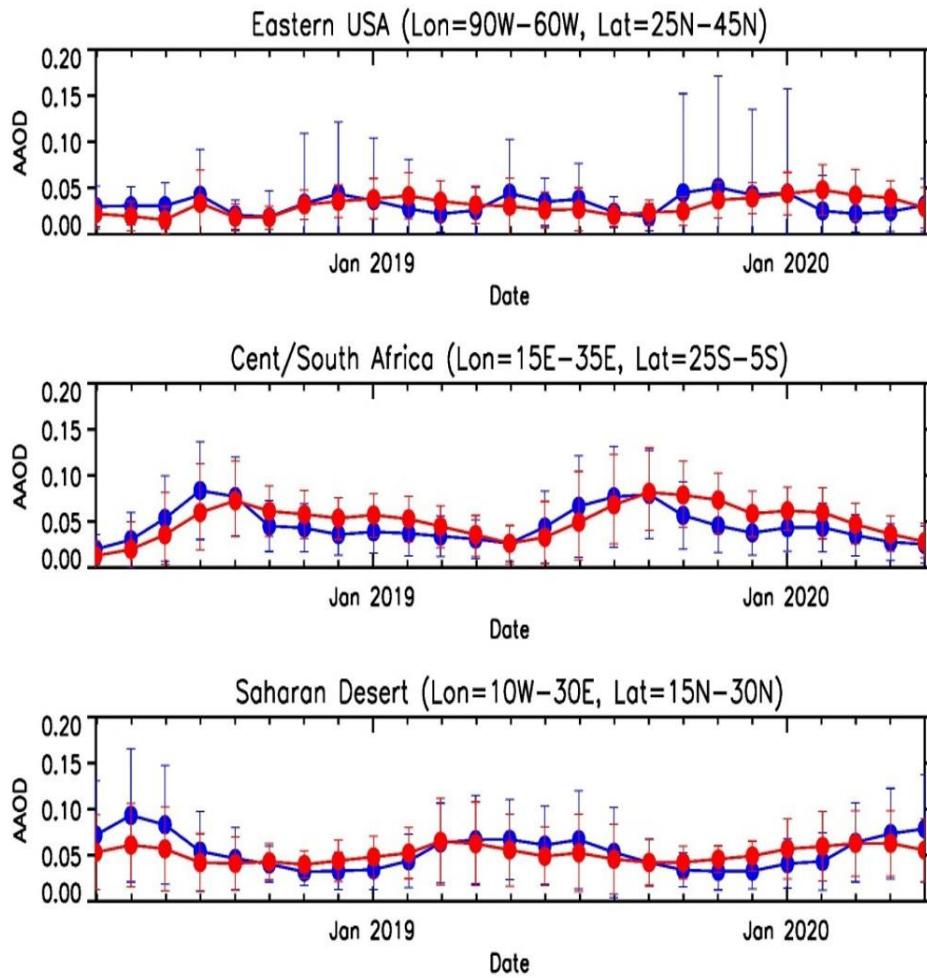 Eastern USA (Lon=90W-60W, Lat=25N-45N)
0.20
0.15
0.10
0.05
0.00
AAOD
Jan 2019
Jan 2020
Date
Cent/South Africa (Lon=15E-35E, Lat=25S-5S)
0.20
0.15
0.10
0.05
0.00
AAOD
Jan 2019
Jan 2020
Date
Saharan Desert (Lon=10W-30E, Lat=15N-30N)
0.20
0.15
0.10
0.05
0.00
AAOD
Jan 2019
Jan 2020
Date